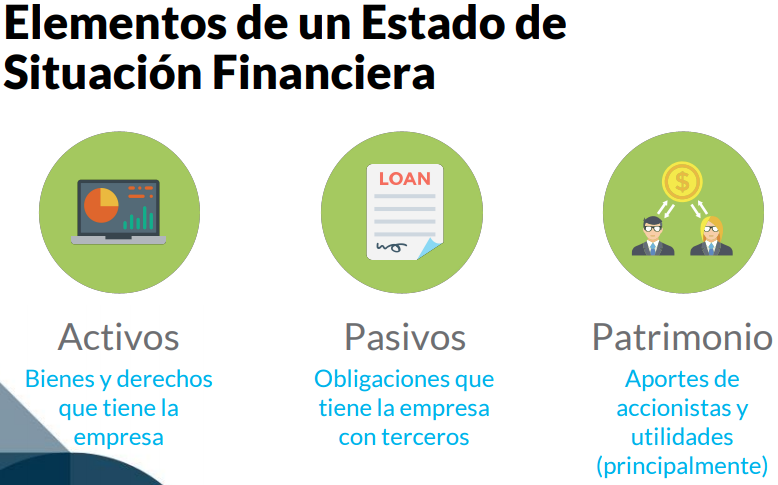 Elementos de un Estado de
Situación Financiera
LOAN
$
Activos
Bienes y derechos
que tiene la
empresa
Pasivos
Obligaciones que
tiene la empresa
con terceros
Patrimonio
Aportes de
accionistas y
utilidades
(principalmente)